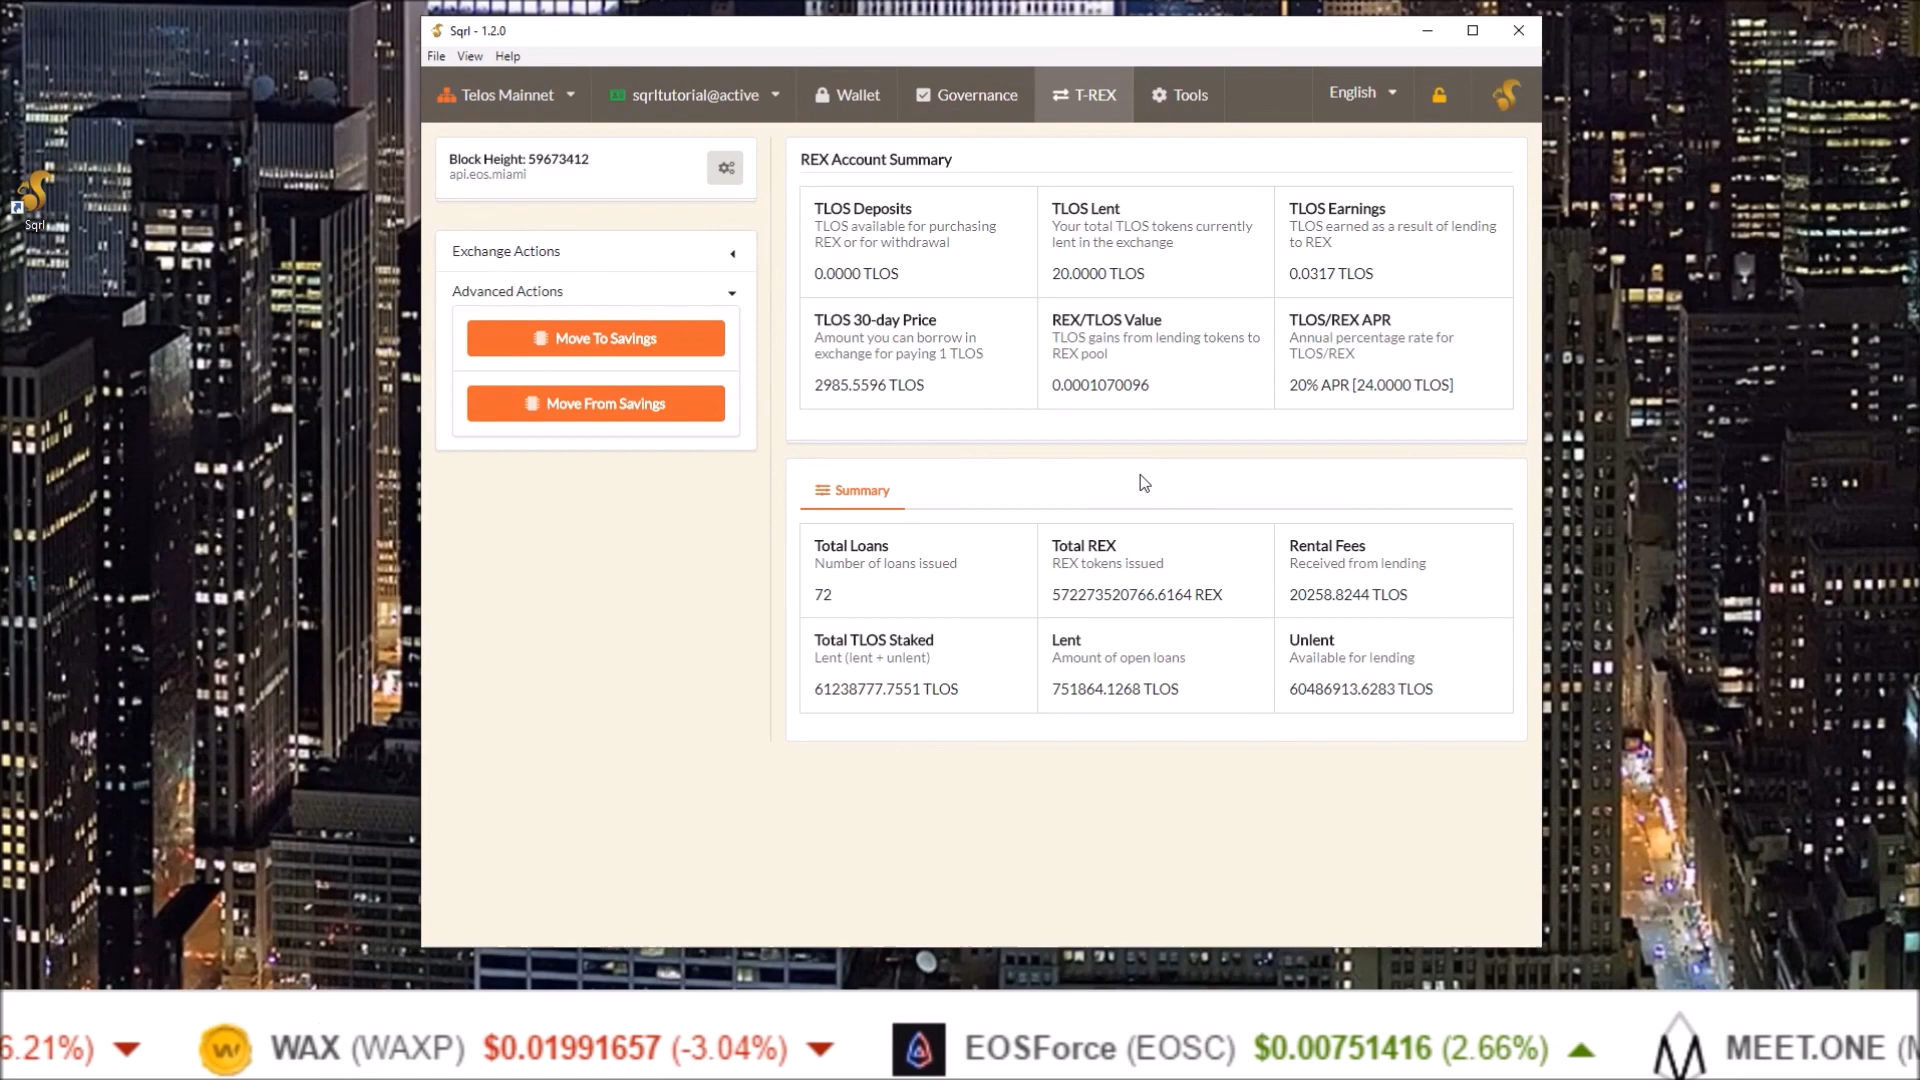 Sqrl - 1.2.0
File View Help
Telos Mainnet sqrltutorial@active Wallet Governance T-REX Tools English
Block Height: 59673412
api.eos.miami
Exchange Actions
Advanced Actions
Move To Savings
Move From Savings
REX Account Summary
TLOS Deposits
TLOS available for purchasing
REX or for withdrawal
0.0000 TLOS
TLOS Lent
Your total TLOS tokens currently
lent in the exchange
20.0000 TLOS
TLOS Earnings
TLOS earned as a result of lending
to REX
0.0317 TLOS
TLOS 30-day Price
Amount you can borrow in
exchange for paying 1 TLOS
2985.5596 TLOS
REX/TLOS Value
TLOS gains from lending tokens to
REX pool
0.0001070096
TLOS/REX APR
Annual percentage rate for
TLOS/REX
20% APR [24.0000 TLOS]
Summary
Total Loans
Number of loans issued
72
Total REX
REX tokens issued
572273520766.6164 REX
Rental Fees
Received from lending
20258.8244 TLOS
Total TLOS Staked
Lent (lent + unlent)
61238777.7551 TLOS
Lent
Amount of open loans
751864.1268 TLOS
Unlent
Available for lending
60486913.6283 TLOS
Sqrl
6.21%) WAX (WAXP) $0.01991657 (-3.04%) EOSForce (EOSC) $0.00751416 (2.66%) MEET.ONE (M